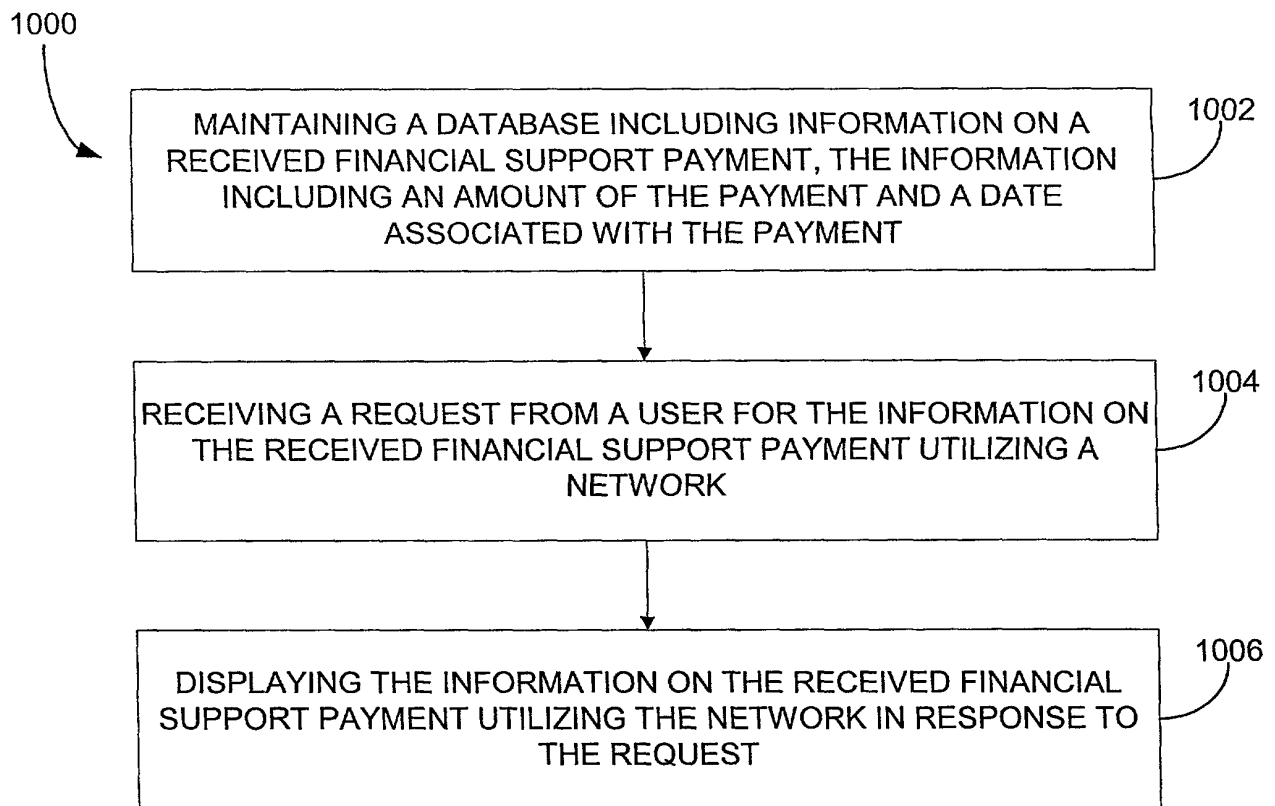 1000
MAINTAINING A DATABASE INCLUDING INFORMATION ON A
RECEIVED FINANCIAL SUPPORT PAYMENT, THE INFORMATION
INCLUDING AN AMOUNT OF THE PAYMENT AND A DATE
ASSOCIATED WITH THE PAYMENT
1002
RECEIVING A REQUEST FROM A USER FOR THE INFORMATION ON
THE RECEIVED FINANCIAL SUPPORT PAYMENT UTILIZING A
NETWORK
1004
DISPLAYING THE INFORMATION ON THE RECEIVED FINANCIAL
SUPPORT PAYMENT UTILIZING THE NETWORK IN RESPONSE TO
THE REQUEST
1006